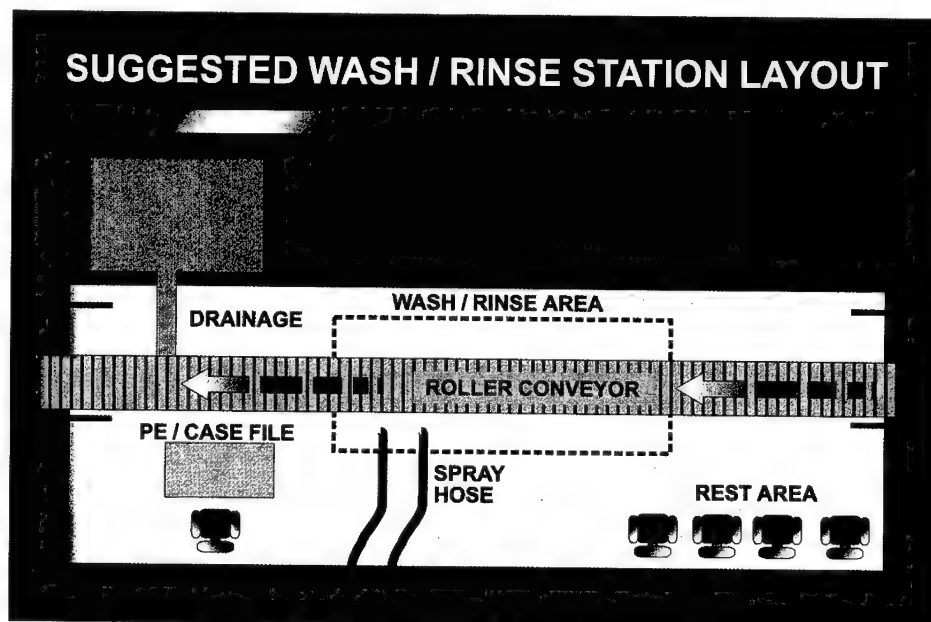 SUGGESTED WASH / RINSE STATION LAYOUT
WASH / RINSE AREA
DRAINAGE
ROLLER CONVEYOR
PE / CASE FILE
SPRAY
HOSE
REST AREA